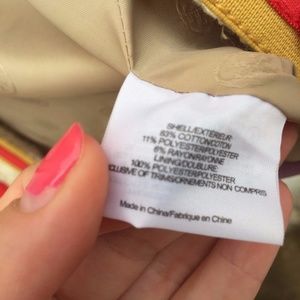 SHELL/EXTERIEUR:
83% COTTON/COTON
11% POLYESTER/POLYESTER
6% RAYON/RAYONNE
LINING/DOUBLURE:
100% POLYESTER/POLYESTER
EXCLUSIVE OF TRIMS/ORNEMENTS NON COMPRIS
Made in China/Fabrique en Chine